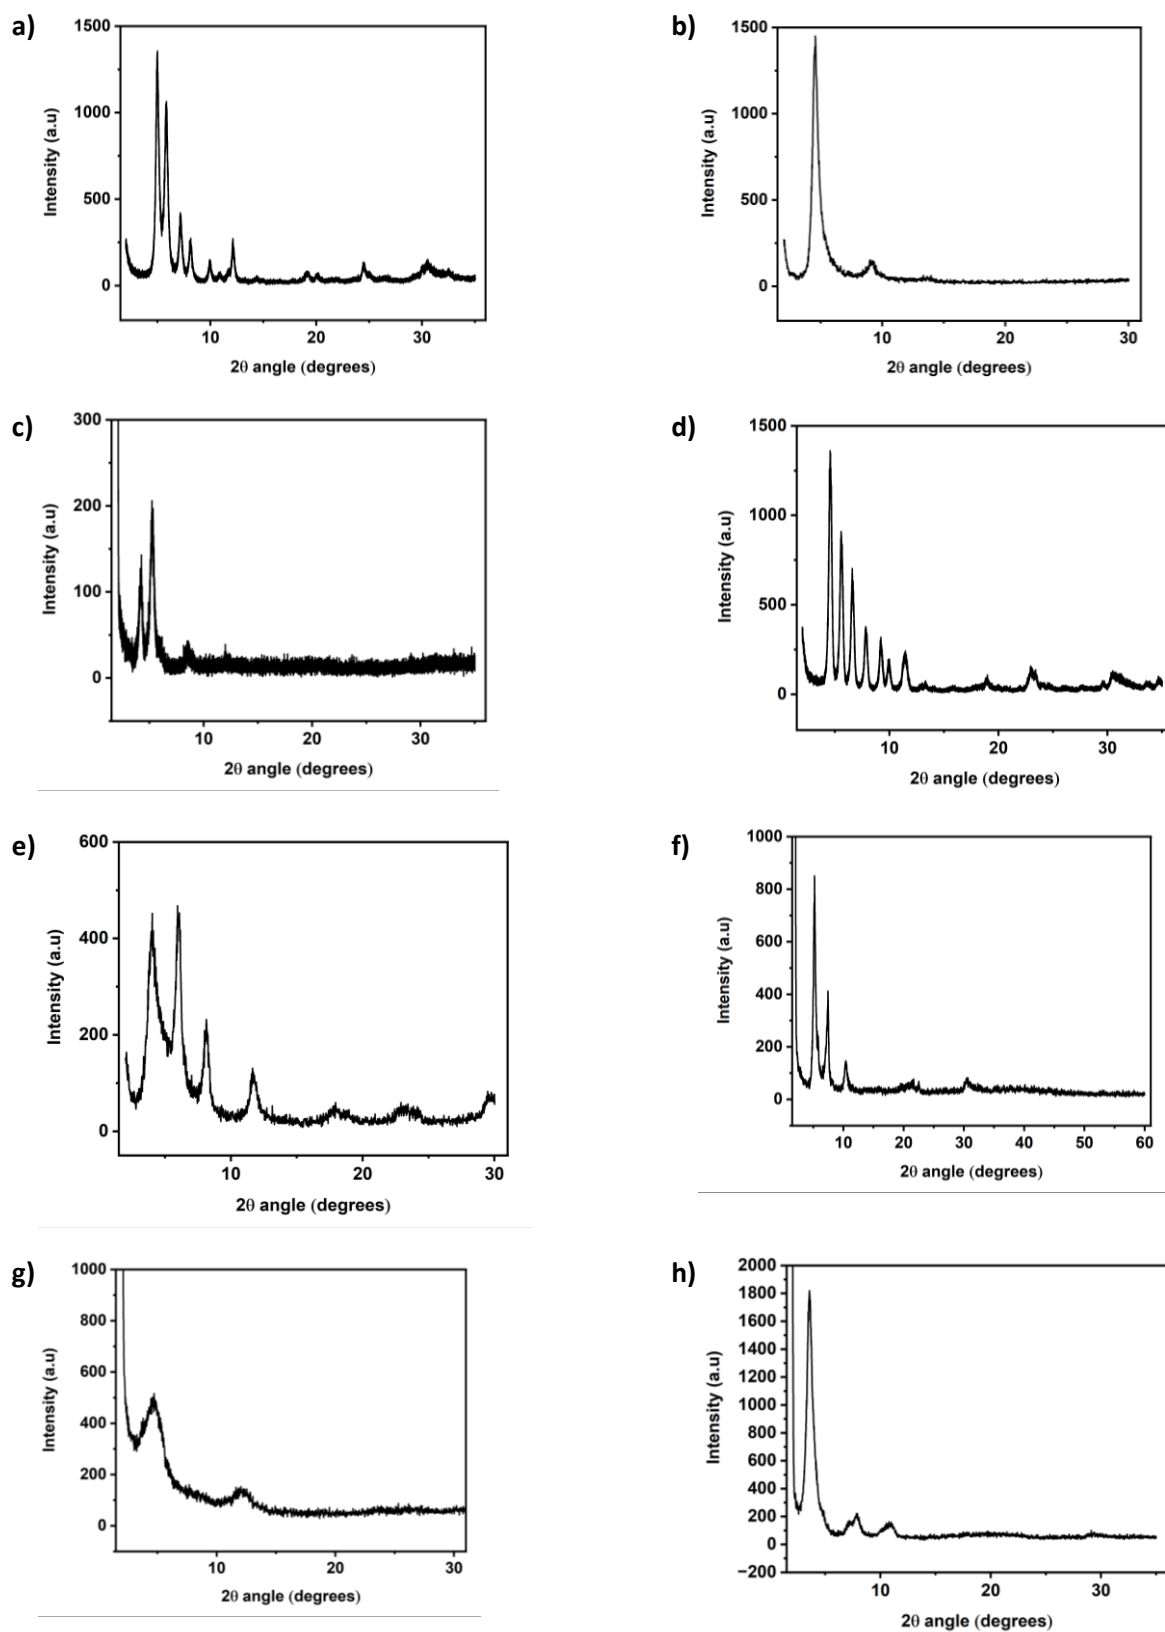 a)
1500
1000
500
0
Intensity (a.u)
10 20 30
2θ angle (degrees)
b)
1500
1000
500
0
Intensity (a.u)
10 20 30
2θ angle (degrees)
c)
300
200
100
0
Intensity (a.u)
10 20 30
2θ angle (degrees)
d)
1500
1000
500
0
Intensity (a.u)
10 20 30
2θ angle (degrees)
e)
600
400
200
0
Intensity (a.u)
10 20 30
2θ angle (degrees)
f)
1000
800
600
400
200
0
Intensity (a.u)
10 20 30 40 50 60
2θ angle (degrees)
g)
1000
800
600
400
200
0
Intensity (a.u)
10 20 30
2θ angle (degrees)
h)
2000
1800
1600
1400
1200
1000
800
600
400
200
0
−200
Intensity (a.u)
10 20 30
2θ angle (degrees)